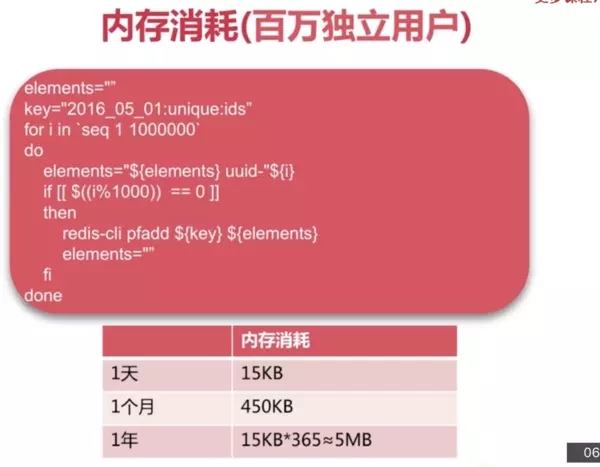 内存消耗(百万独立用户)
elements=""
key="2016_05_01:unique:ids"
for i in `seq 1 1000000`
do
elements="${elements} uuid-"${i}
if [[ $((i%1000)) == 0 ]]
then
redis-cli pfadd ${key} ${elements}
elements=""
fi
done
内存消耗
1天 15KB
1个月 450KB
1年 15KB*365≈5MB
06